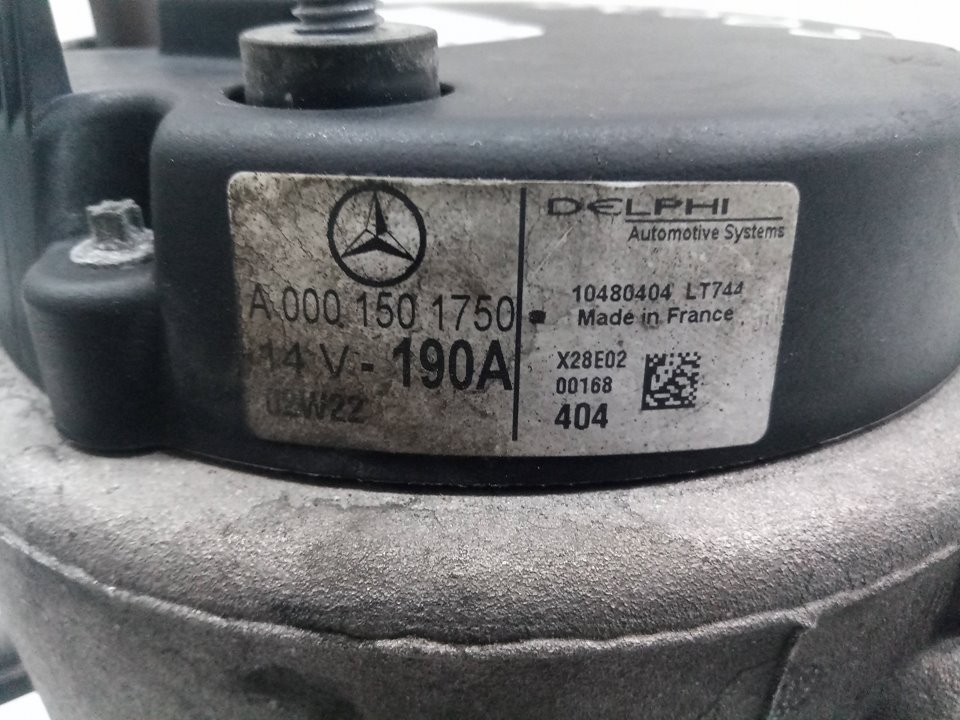 A 000 150 1750
14 V - 190A
02W22
DELPHI
Automotive Systems
10480404 LT744
Made in France
X28E02
00168
404